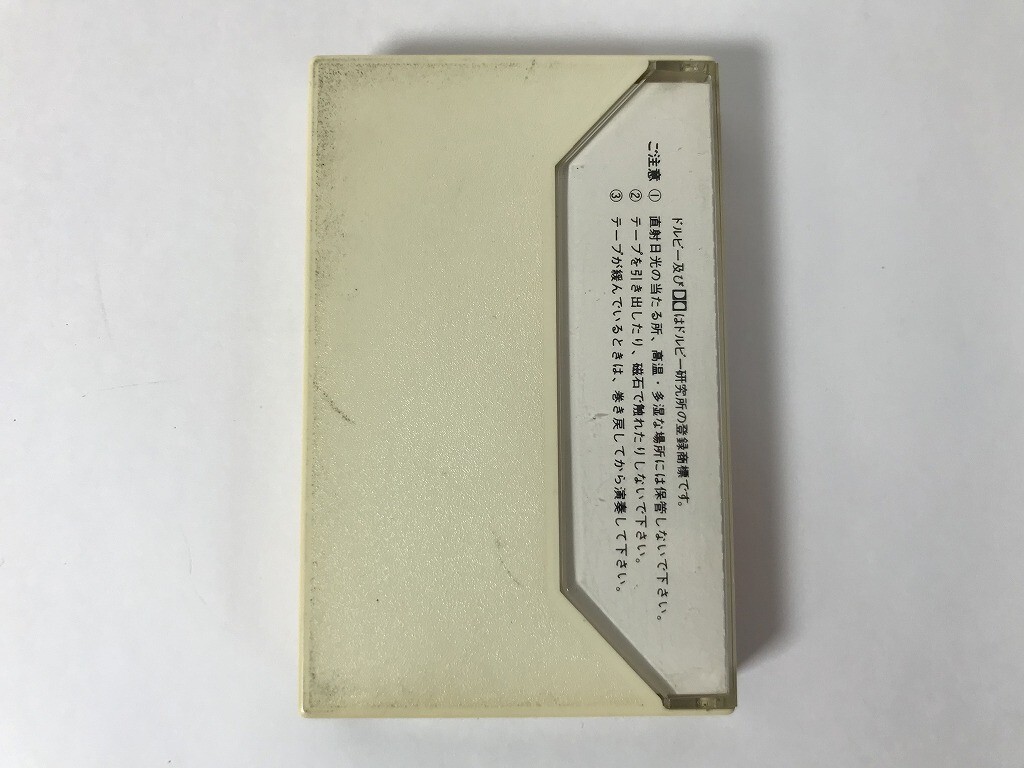 ドルビー及び🅳🅳はドルビー研究所の登録商標です。
ご注意 ① 直射日光の当たる所、高温・多湿な場所には保管しないで下さい。
② テープを引き出したり、磁石で触れたりしないで下さい。
③ テープが緩んでいるときは、巻き戻してから演奏して下さい。